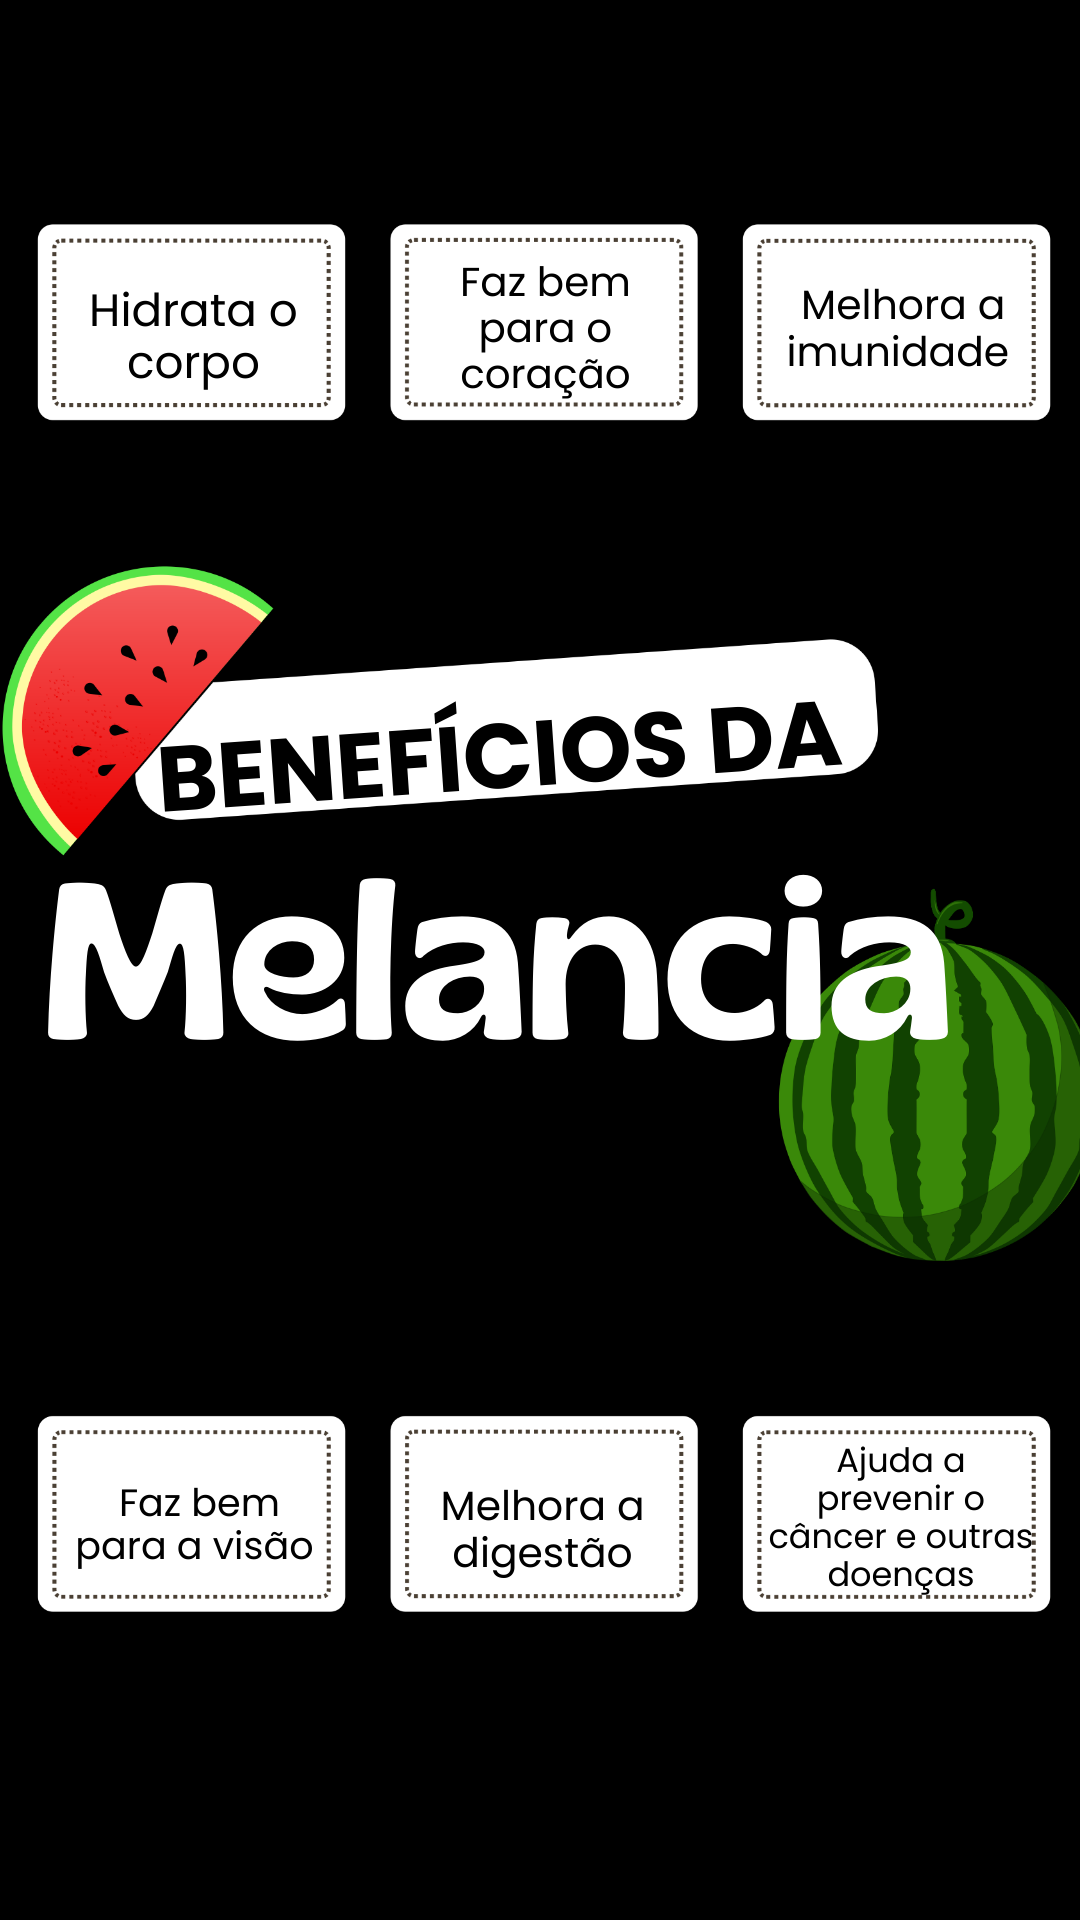 Hidrata o
corpo
Faz bem
para o
coração
Melhora a
imunidade
BENEFÍCIOS DA
Melancia
Faz bem
para a visão
Melhora a
digestão
Ajuda a
prevenir o
câncer e outras
doenças